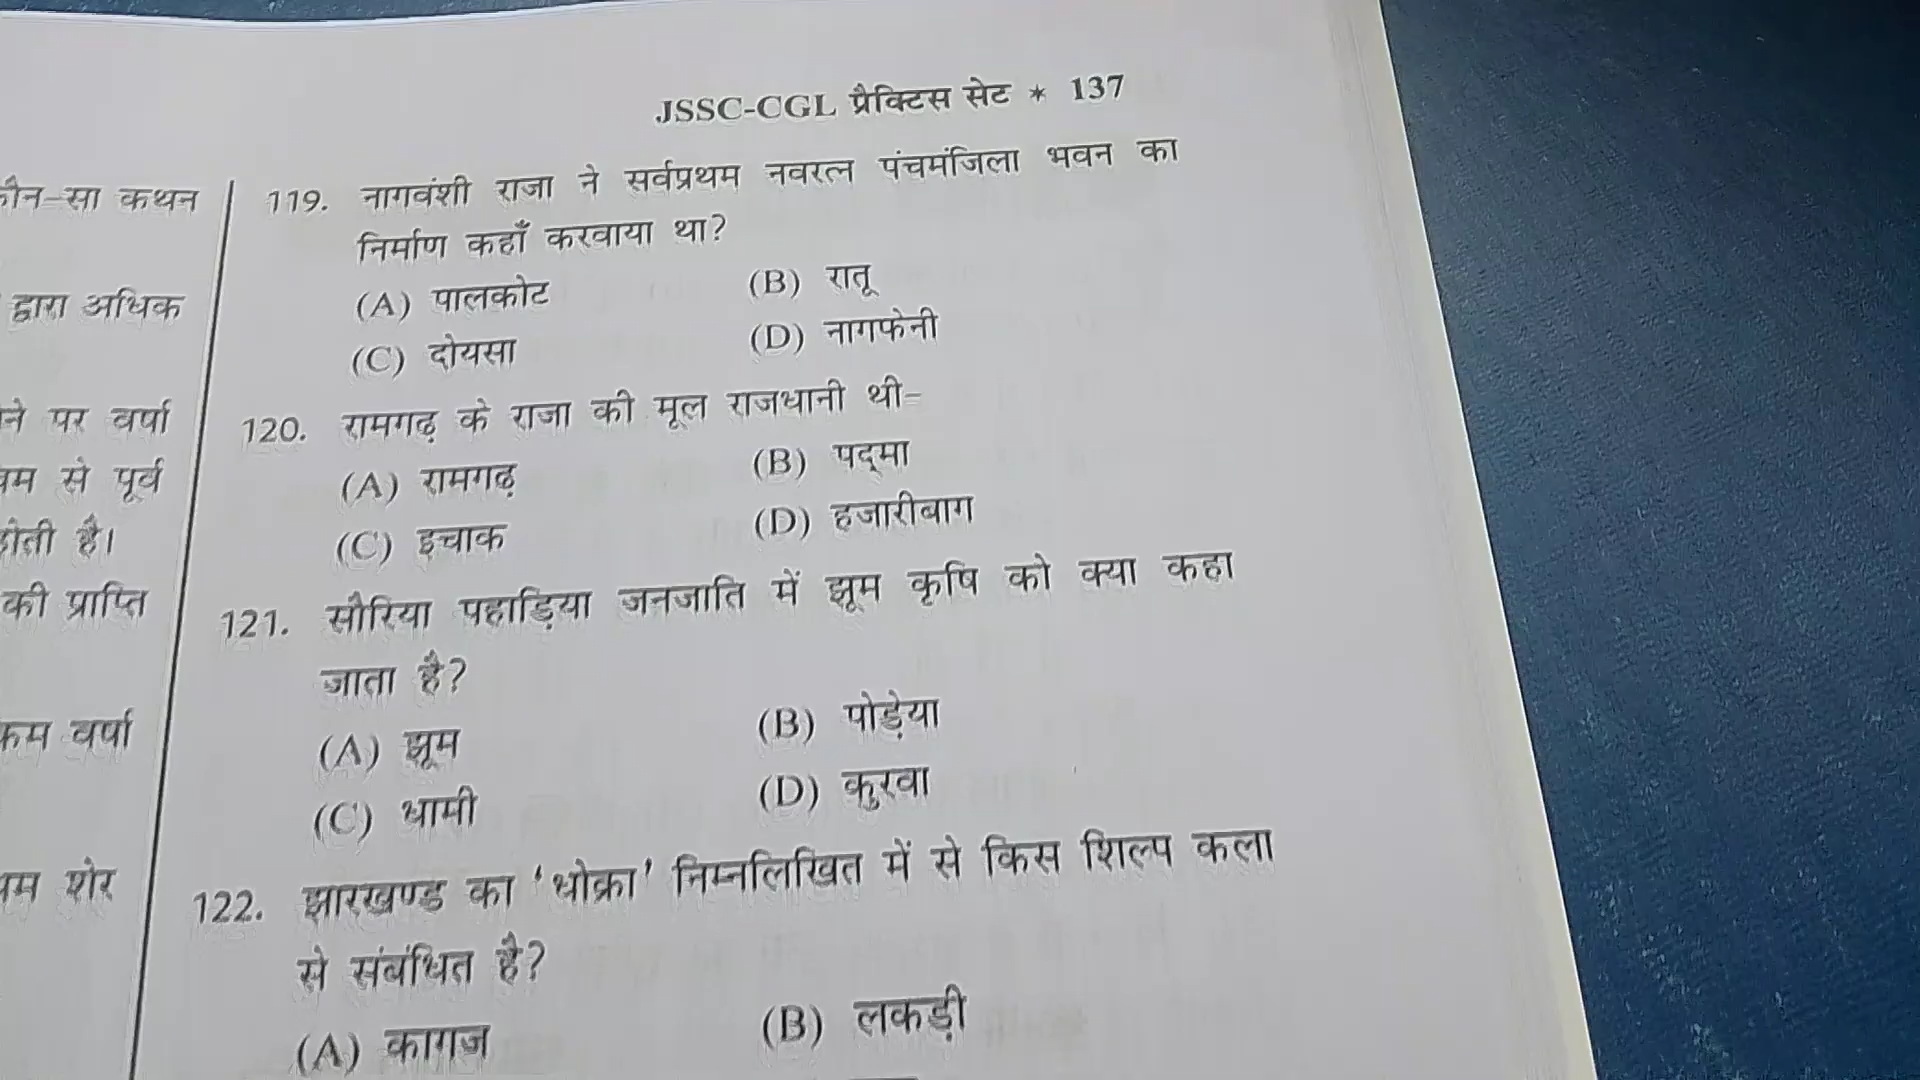 JSSC-CGL प्रैक्टिस सेट * 137
कौन-सा कथन
द्वारा अधिक
ने पर वर्षा
से पूर्व
होती है।
की प्राप्ति
कम वर्षा
शेर
119. नागवंशी राजा ने सर्वप्रथम नवरत्न पंचमंजिला भवन का
निर्माण कहाँ करवाया था?
(A) पालकोट (B) रातू
(C) दोयसा (D) नागफेनी
120. रामगढ़ के राजा की मूल राजधानी थी-
(A) रामगढ़ (B) पद्मा
(C) इचाक (D) हजारीबाग
121. सौरिया पहाड़िया जनजाति में झूम कृषि को क्या कहा
जाता है?
(A) झूम (B) पोड़ेया
(C) धामी (D) कुरवा
122. झारखण्ड का 'धोक्रा' निम्नलिखित में से किस शिल्प कला
से संबंधित है?
(A) कागज (B) लकड़ी